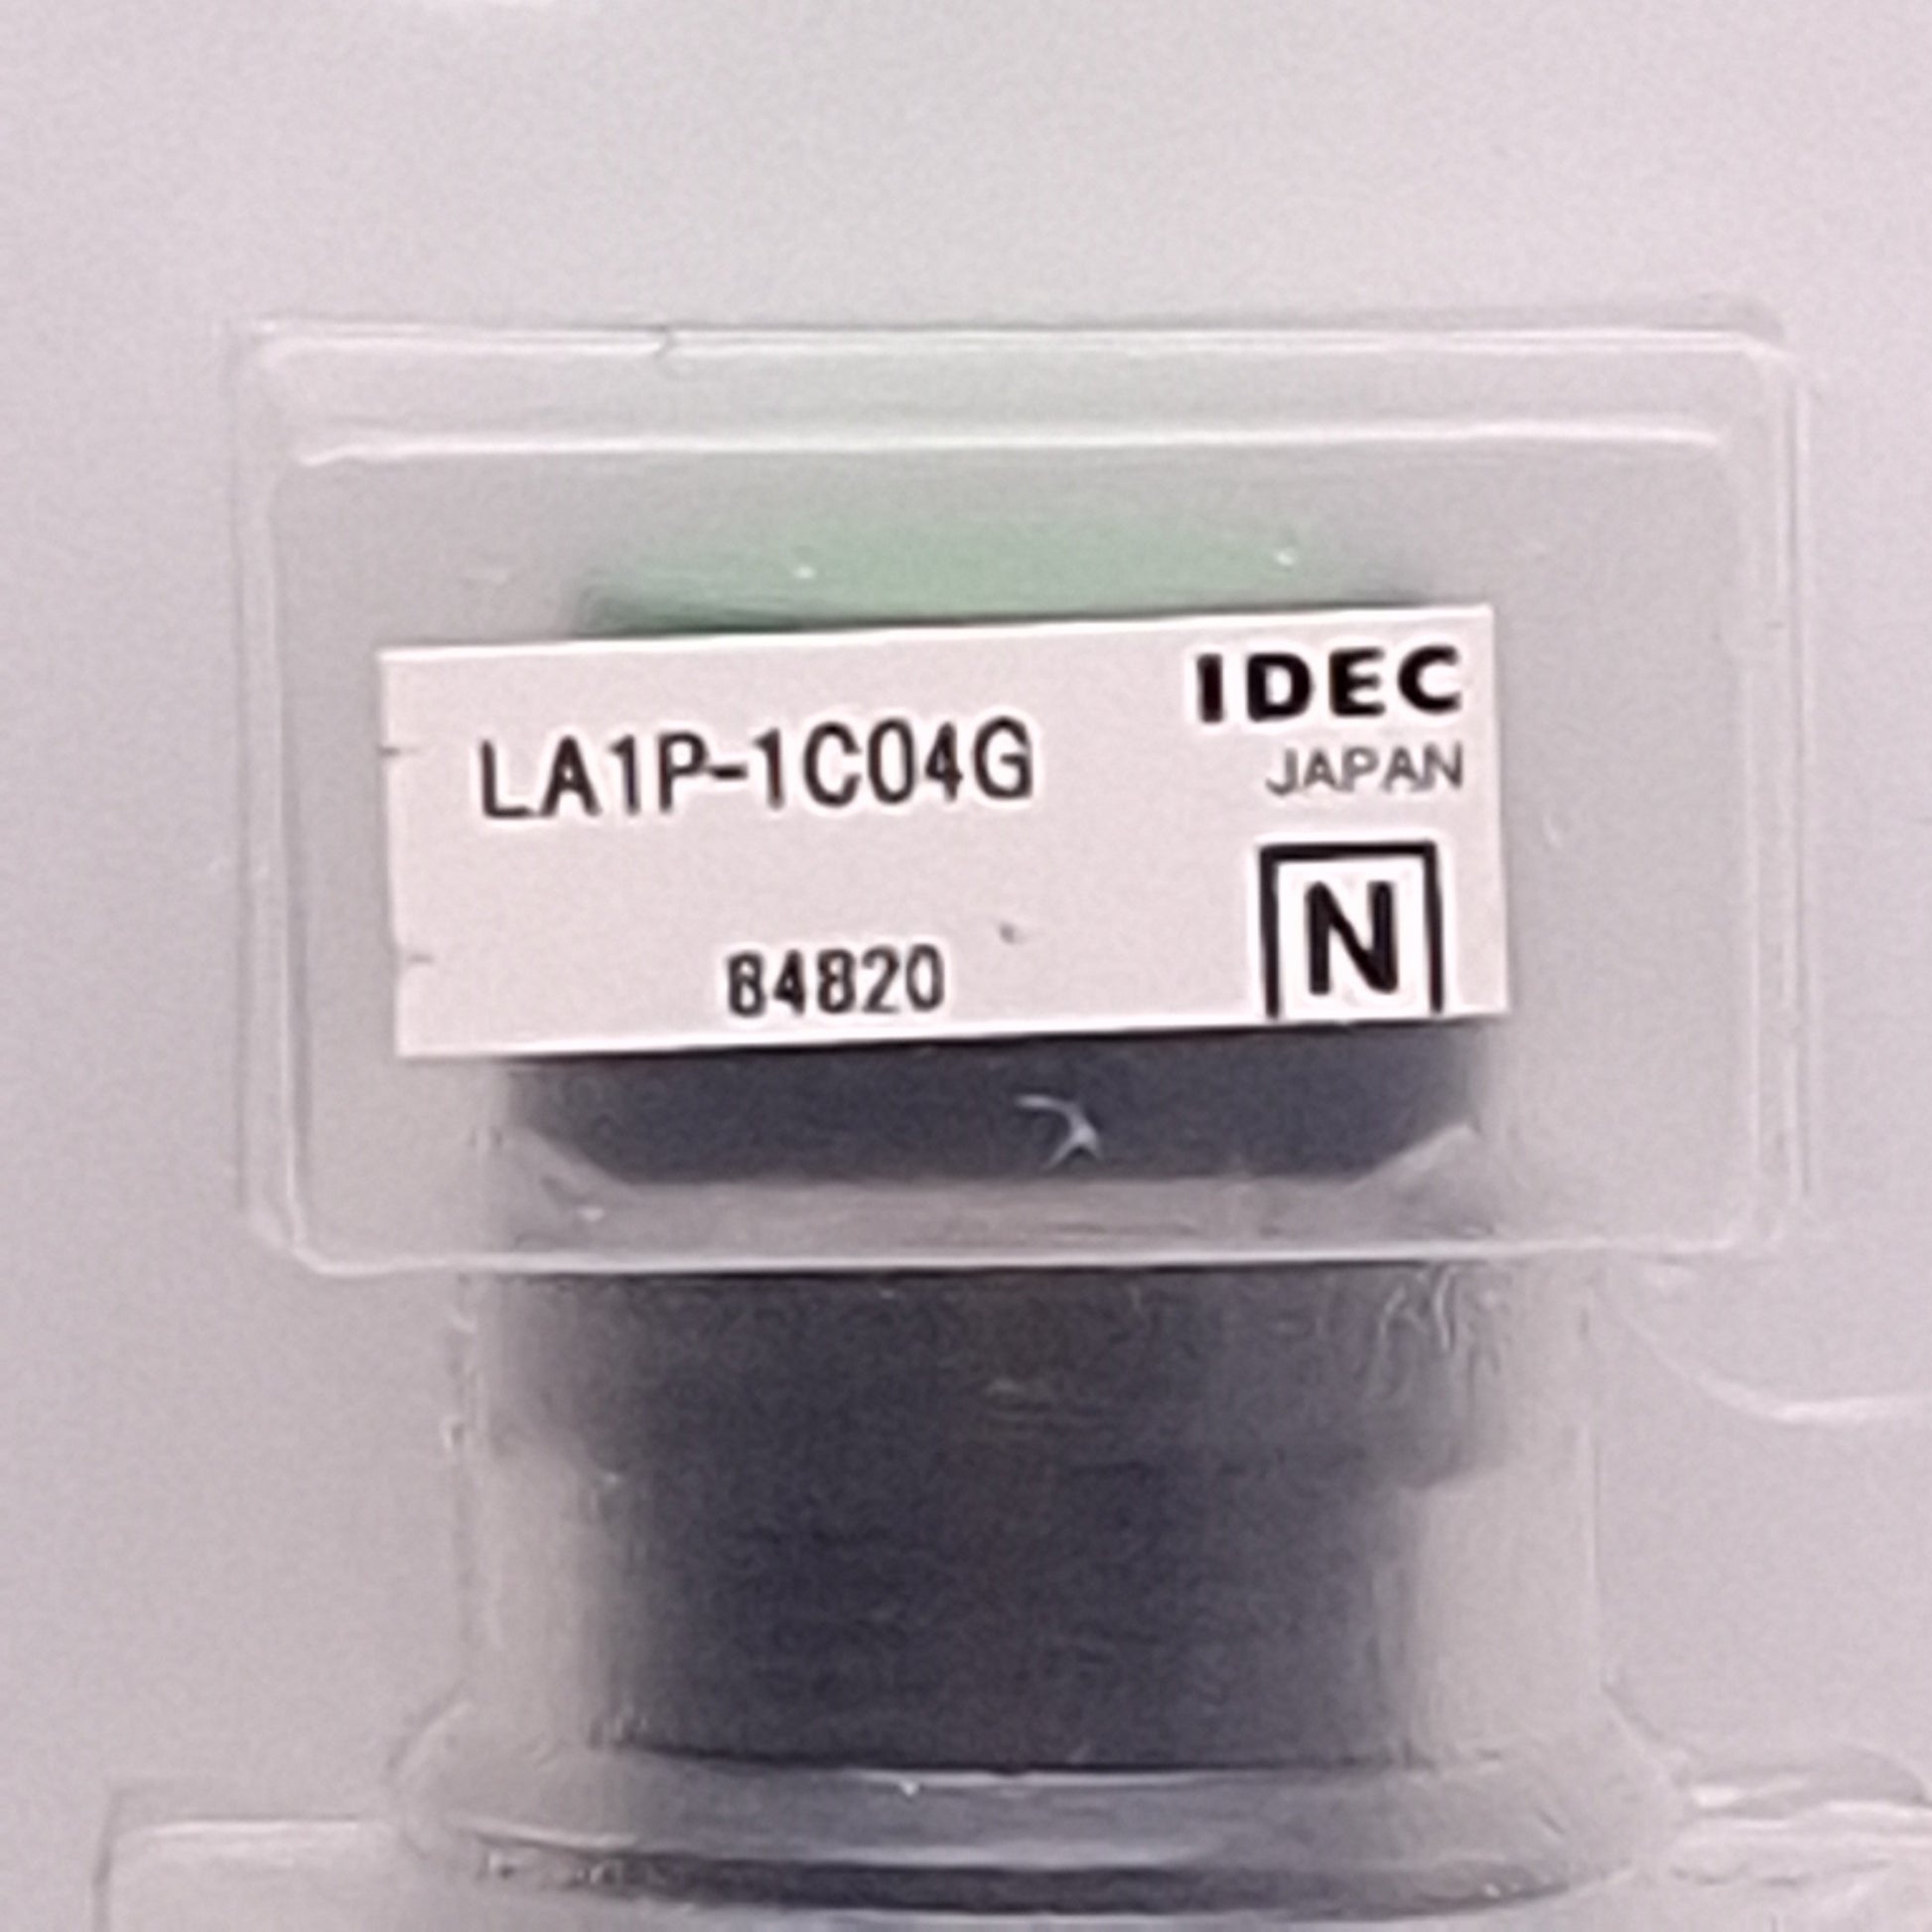 IDEC
JAPAN
LA1P-1C04G
84820
N